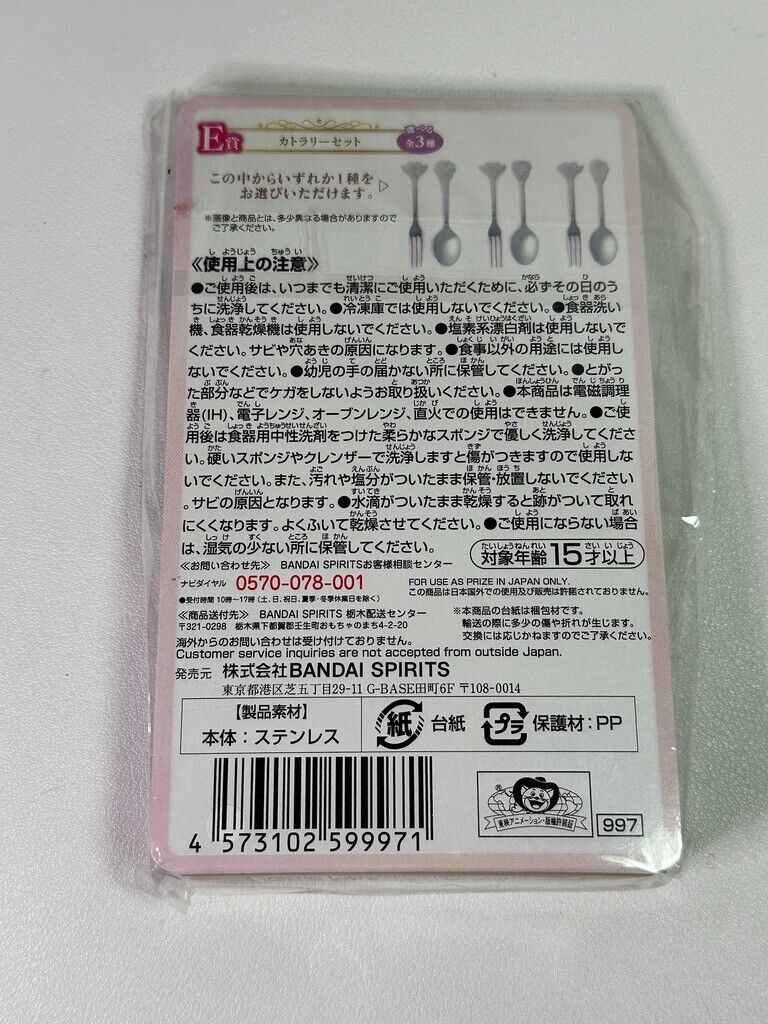 E賞
カトラリーセット
選べる
全3種
この中からいずれか1種を
お選びいただけます。▷
※画像と商品とは、多少異なる場合がありますので
ご了承ください。
《使用上の注意》
●ご使用後は、いつまでも清潔にご使用いただくために、必ずその日のう
ちに洗浄してください。●冷凍庫では使用しないでください。●食器洗い
機、食器乾燥機は使用しないでください。●塩素系漂白剤は使用しないで
ください。サビや穴あきの原因になります。●食事以外の用途には使用し
ないでください。●幼児の手の届かない所に保管してください。●とがっ
た部分などでケガをしないようお取り扱いください。●本商品は電磁調理
器(IH)、電子レンジ、オーブンレンジ、直火での使用はできません。●ご使
用後は食器用中性洗剤をつけた柔らかなスポンジで優しく洗浄してくださ
い。硬いスポンジやクレンザーで洗浄しますと傷がつきますので使用しな
いでください。また、汚れや塩分がついたまま保管・放置しないでください
。サビの原因となります。●水滴がついたまま乾燥すると跡がついて取れ
にくくなります。よくふいて乾燥させてください。●ご使用にならない場合
は、湿気の少ない所に保管してください。
対象年齢15才以上
≪お問い合わせ先≫ BANDAI SPIRITSお客様相談センター
ナビダイヤル 0570-078-001
●受付時間 10時〜17時(土、日、祝日、夏季・冬季休業日を除く)
FOR USE AS PRIZE IN JAPAN ONLY.
この商品は日本国外での使用及び販売は許可されておりません。
≪商品送付先≫ BANDAI SPIRITS 栃木配送センター
〒321-0298 栃木県下都賀郡壬生町おもちゃのまち4-2-20
※本商品の台紙は梱包材です。
輸送の際に多少の傷や折れが生じます。
交換には応じかねますのでご了承ください。
海外からのお問い合わせは受け付けておりません。
Customer service inquiries are not accepted from outside Japan.
発売元 株式会社BANDAI SPIRITS
東京都港区芝五丁目29-11 G-BASE田町6F 〒108-0014
【製品素材】
本体：ステンレス
紙 台紙
プラ 保護材：PP
4 573102 599971
東映アニメーション・版権許諾証
997